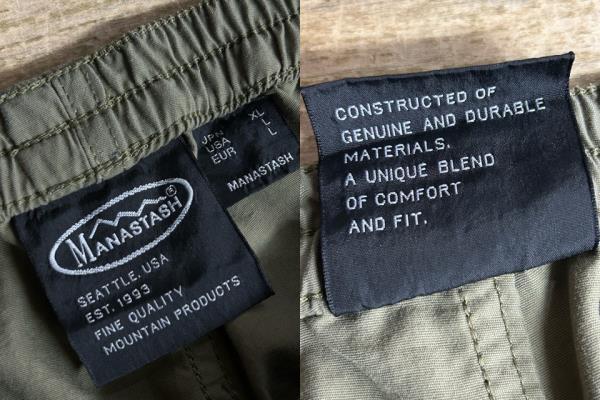 JPN XL
USA L
EUR L
MANASTASH
MANASTASH®
SEATTLE. USA
EST. 1993
FINE QUALITY
MOUNTAIN PRODUCTS
CONSTRUCTED OF
GENUINE AND DURABLE
MATERIALS.
A UNIQUE BLEND
OF COMFORT
AND FIT.